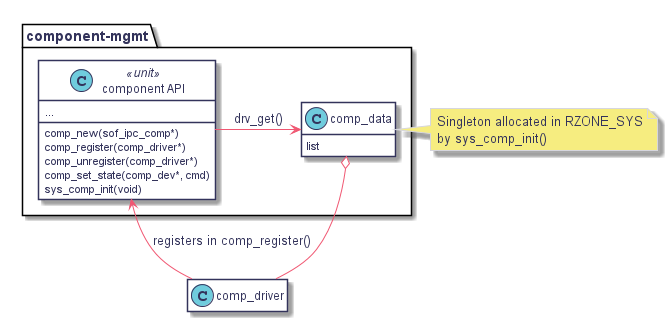 component-mgmt
C
«unit»
component API
...
comp_new(sof_ipc_comp*)
comp_register(comp_driver*)
comp_unregister(comp_driver*)
comp_set_state(comp_dev*, cmd)
sys_comp_init(void)
drv_get()
C comp_data
list
Singleton allocated in RZONE_SYS
by sys_comp_init()
registers in comp_register()
C comp_driver